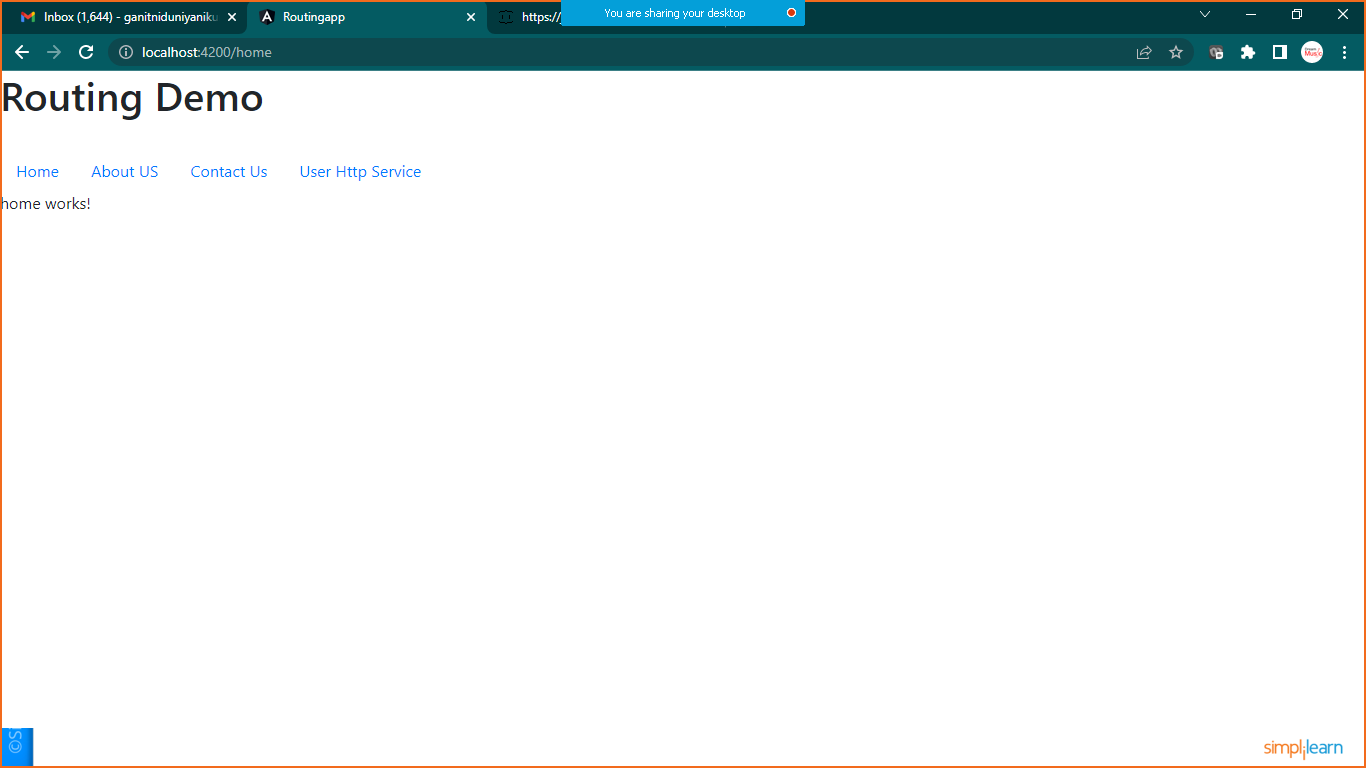 Inbox (1,644) - ganitniduniyaniku
Routingapp
https://
You are sharing your desktop
localhost:4200/home
Routing Demo
Home About US Contact Us User Http Service
home works!
©S
simplilearn